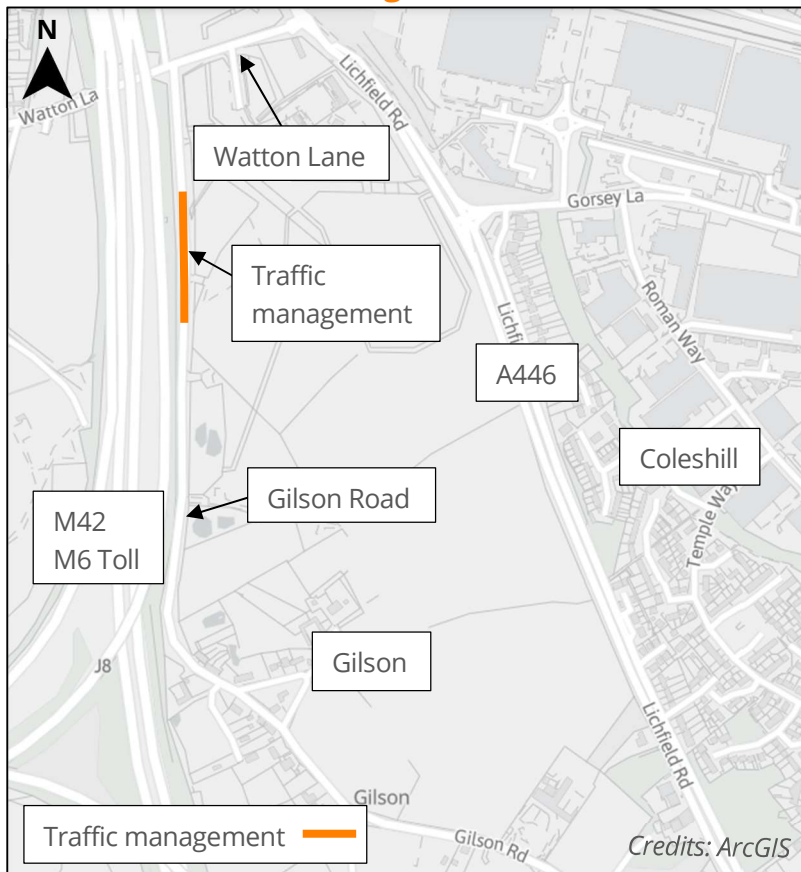 N
Watton La
Lichfield Rd
Watton Lane
Gorsey La
Traffic
management
Roman Way
Lichfi
A446
Coleshill
Temple Way
Gilson Road
M42
M6 Toll
J8
Gilson
Lichfield Rd
Gilson
Gilson Rd
Traffic management
Credits: ArcGIS